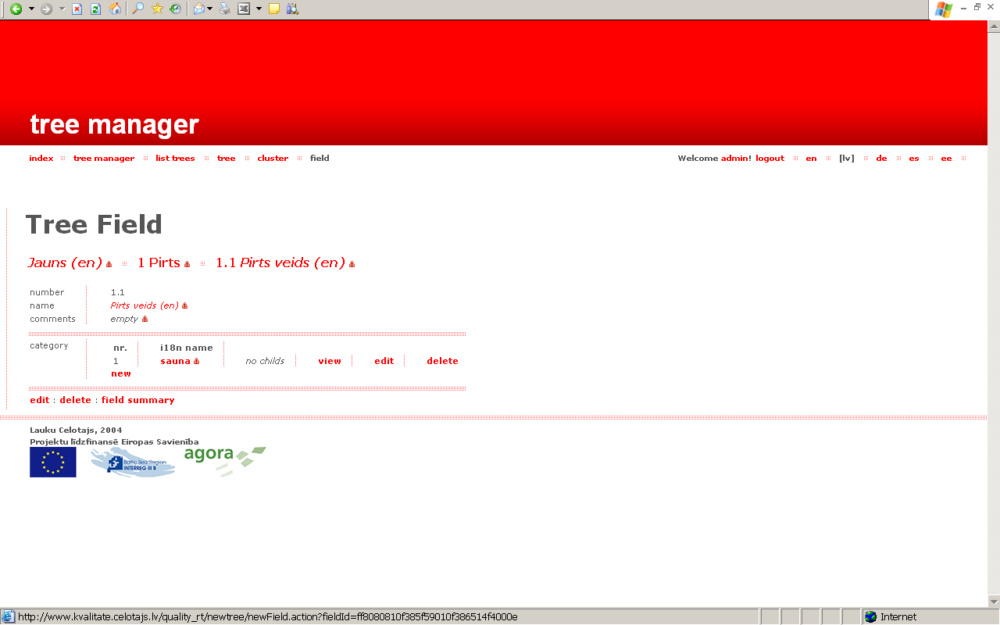 tree manager
index tree manager list trees tree cluster field Welcome admin! logout en [lv] de es ee
Tree Field
Jauns (en) 1 Pirts 1.1 Pirts veids (en)
number 1.1
name Pirts veids (en)
comments empty
category nr. i18n name
1 sauna no childs view edit delete
new
edit : delete : field summary
Lauku Celotajs, 2004
Projektu līdzfinansē Eiropas Savienība
Baltic Sea Region
INTERREG III B
agora
http://www.kvalitate.celotajs.lv/quality_rt/newtree/newField.action?fieldId=ff8080810f385f59010f386514f4000e Internet